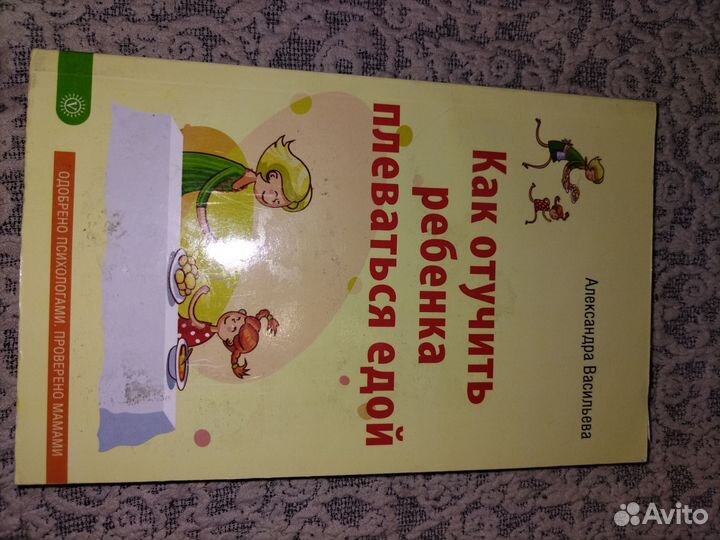 Александра Васильева
Как отучить
ребенка
плеваться едой
ОДОБРЕНО ПСИХОЛОГАМИ. ПРОВЕРЕНО МАМАМИ
V
Avito